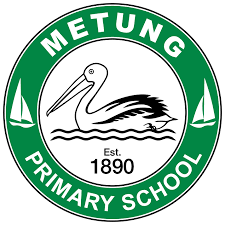 METUNG
Est.
1890
PRIMARY SCHOOL